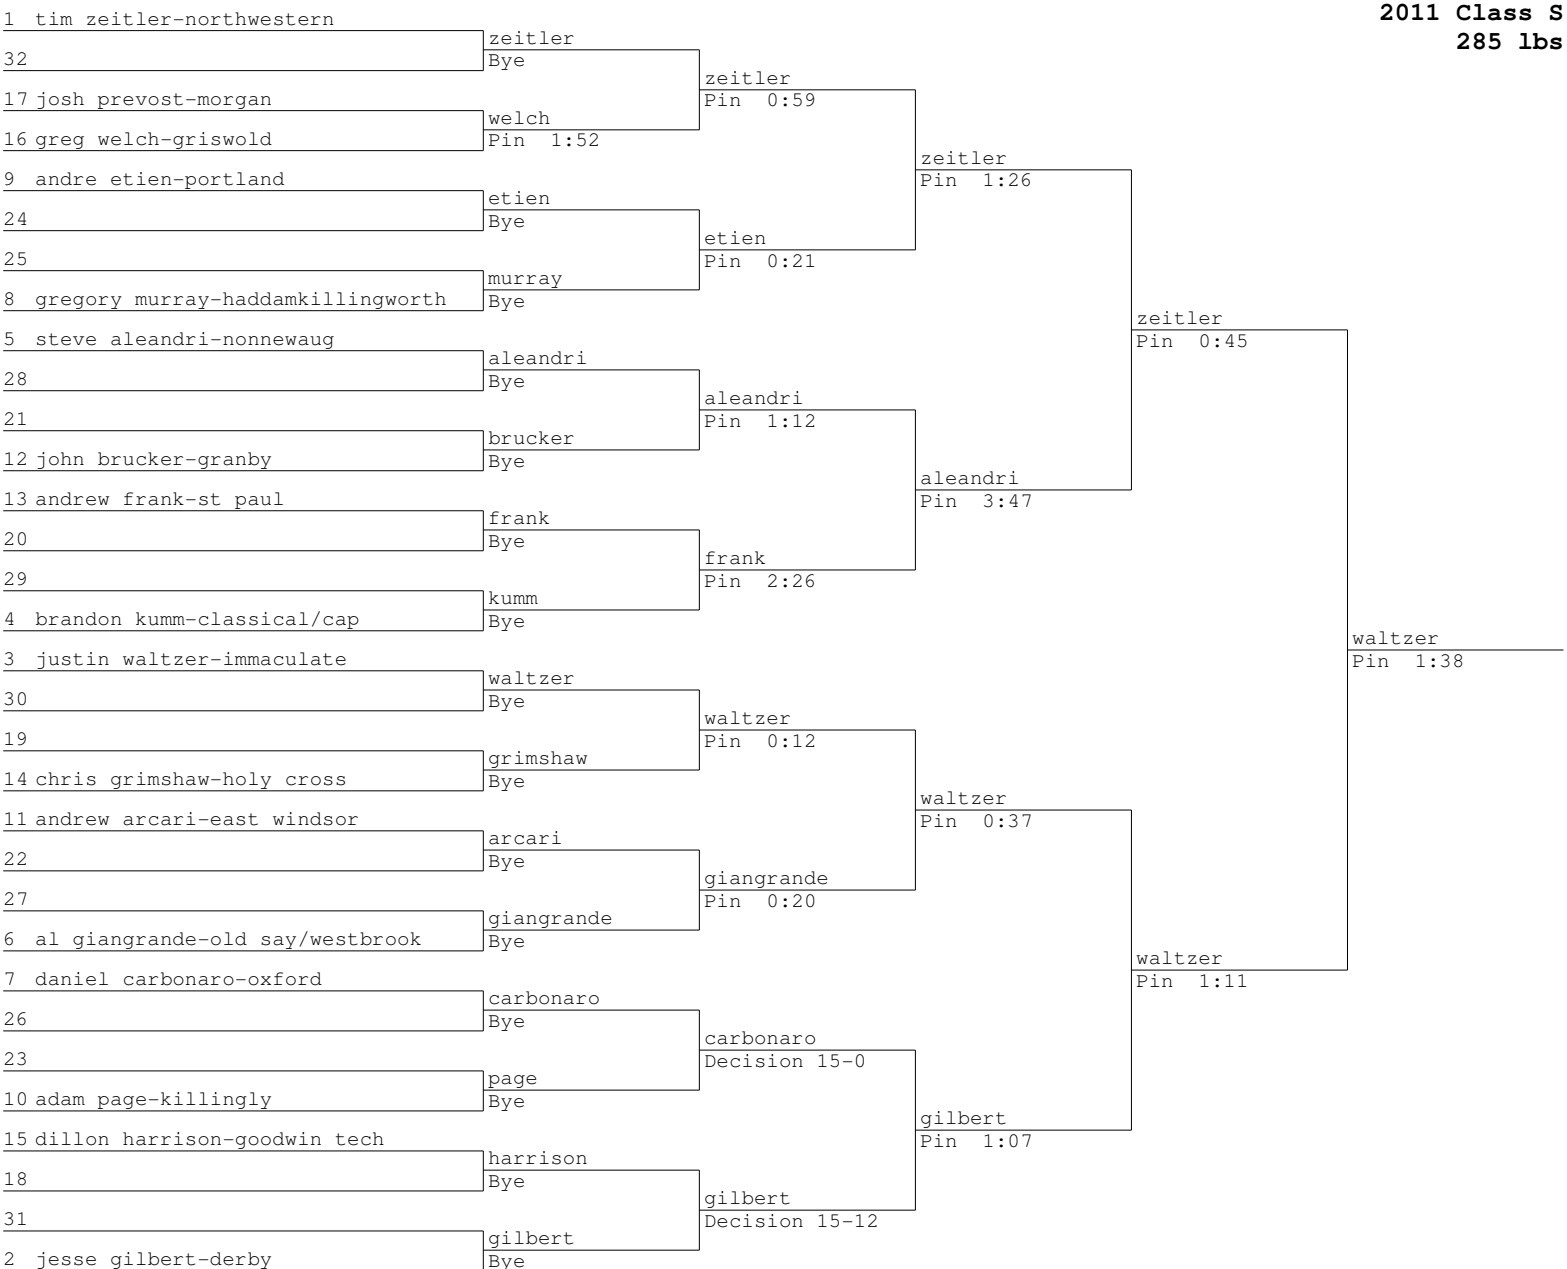 2011 Class S
285 lbs
1 tim zeitler-northwestern
32
17 josh prevost-morgan
16 greg welch-griswold
9 andre etien-portland
24
25
8 gregory murray-haddamkillingworth
5 steve aleandri-nonnewaug
28
21
12 john brucker-granby
13 andrew frank-st paul
20
29
4 brandon kumm-classical/cap
3 justin waltzer-immaculate
30
19
14 chris grimshaw-holy cross
11 andrew arcari-east windsor
22
27
6 al giangrande-old say/westbrook
7 daniel carbonaro-oxford
26
23
10 adam page-killingly
15 dillon harrison-goodwin tech
18
31
2 jesse gilbert-derby
zeitler
Bye
welch
Pin 1:52
etien
Bye
murray
Bye
aleandri
Bye
brucker
Bye
frank
Bye
kumm
Bye
waltzer
Bye
grimshaw
Bye
arcari
Bye
giangrande
Bye
carbonaro
Bye
page
Bye
harrison
Bye
gilbert
Bye
zeitler
Pin 0:59
etien
Pin 0:21
aleandri
Pin 1:12
frank
Pin 2:26
waltzer
Pin 0:12
giangrande
Pin 0:20
carbonaro
Decision 15-0
gilbert
Decision 15-12
zeitler
Pin 1:26
aleandri
Pin 3:47
waltzer
Pin 0:37
gilbert
Pin 1:07
zeitler
Pin 0:45
waltzer
Pin 1:11
waltzer
Pin 1:38